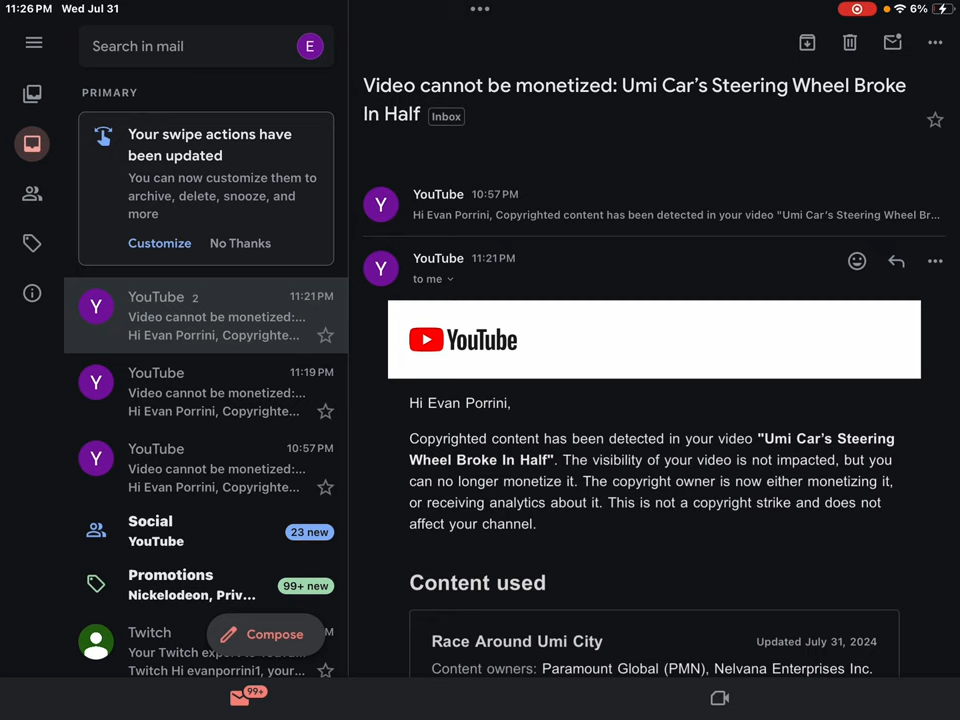 11:26 PM Wed Jul 31
6%
Search in mail
E
PRIMARY
Your swipe actions have
been updated
You can now customize them to
archive, delete, snooze, and
more
Customize No Thanks
Y
YouTube 2 11:21 PM
Video cannot be monetized:...
Hi Evan Porrini, Copyrighte...
Y
YouTube 11:19 PM
Video cannot be monetized:...
Hi Evan Porrini, Copyrighte...
Y
YouTube 10:57 PM
Video cannot be monetized:...
Hi Evan Porrini, Copyrighte...
Social
YouTube
23 new
Promotions
Nickelodeon, Priv...
99+ new
Twitch
Your Twitch
Twitch Hi evanporrini1, your...
Compose
99+
Video cannot be monetized: Umi Car's Steering Wheel Broke
In Half Inbox
Y
YouTube 10:57 PM
Hi Evan Porrini, Copyrighted content has been detected in your video "Umi Car's Steering Wheel Br...
Y
YouTube 11:21 PM
to me
YouTube
Hi Evan Porrini,
Copyrighted content has been detected in your video "Umi Car's Steering
Wheel Broke In Half". The visibility of your video is not impacted, but you
can no longer monetize it. The copyright owner is now either monetizing it,
or receiving analytics about it. This is not a copyright strike and does not
affect your channel.
Content used
Race Around Umi City Updated July 31, 2024
Content owners: Paramount Global (PMN), Nelvana Enterprises Inc.